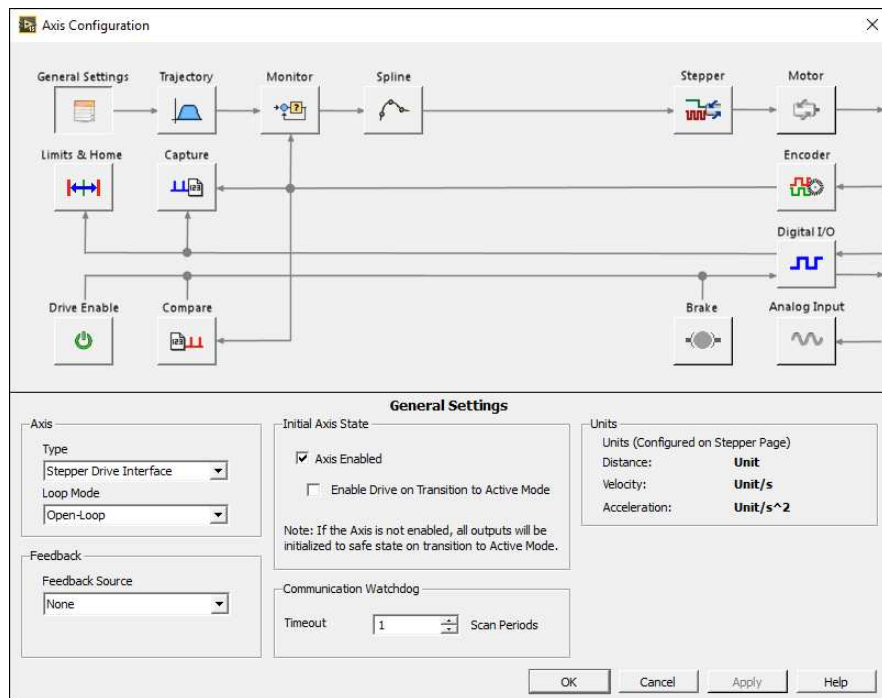 Axis Configuration
General Settings Trajectory Monitor Spline Stepper Motor
Limits & Home Capture Encoder
Digital I/O
Drive Enable Compare Brake Analog Input
General Settings
Axis
Type
Stepper Drive Interface
Loop Mode
Open-Loop
Feedback
Feedback Source
None
Initial Axis State
Axis Enabled
Enable Drive on Transition to Active Mode
Note: If the Axis is not enabled, all outputs will be
initialized to safe state on transition to Active Mode.
Communication Watchdog
Timeout 1 Scan Periods
Units
Units (Configured on Stepper Page)
Distance: Unit
Velocity: Unit/s
Acceleration: Unit/s^2
OK Cancel Apply Help